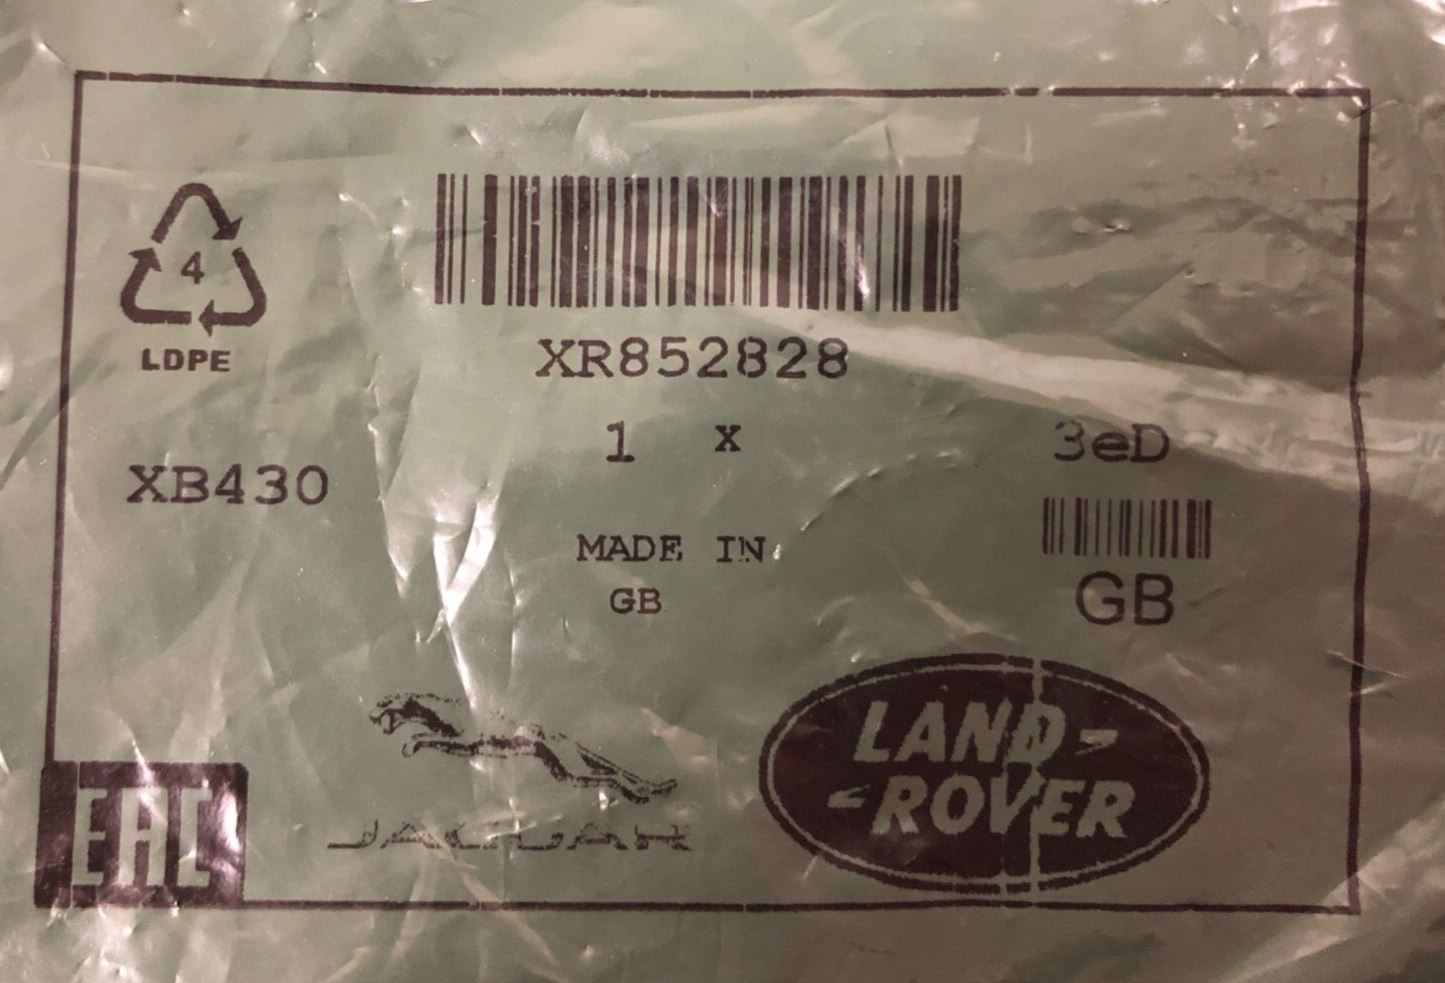 4
LDPE
XR852828
1 x
3eD
XB430
MADE IN
GB
GB
JAGUAR
LAND-
-ROVER
EAC